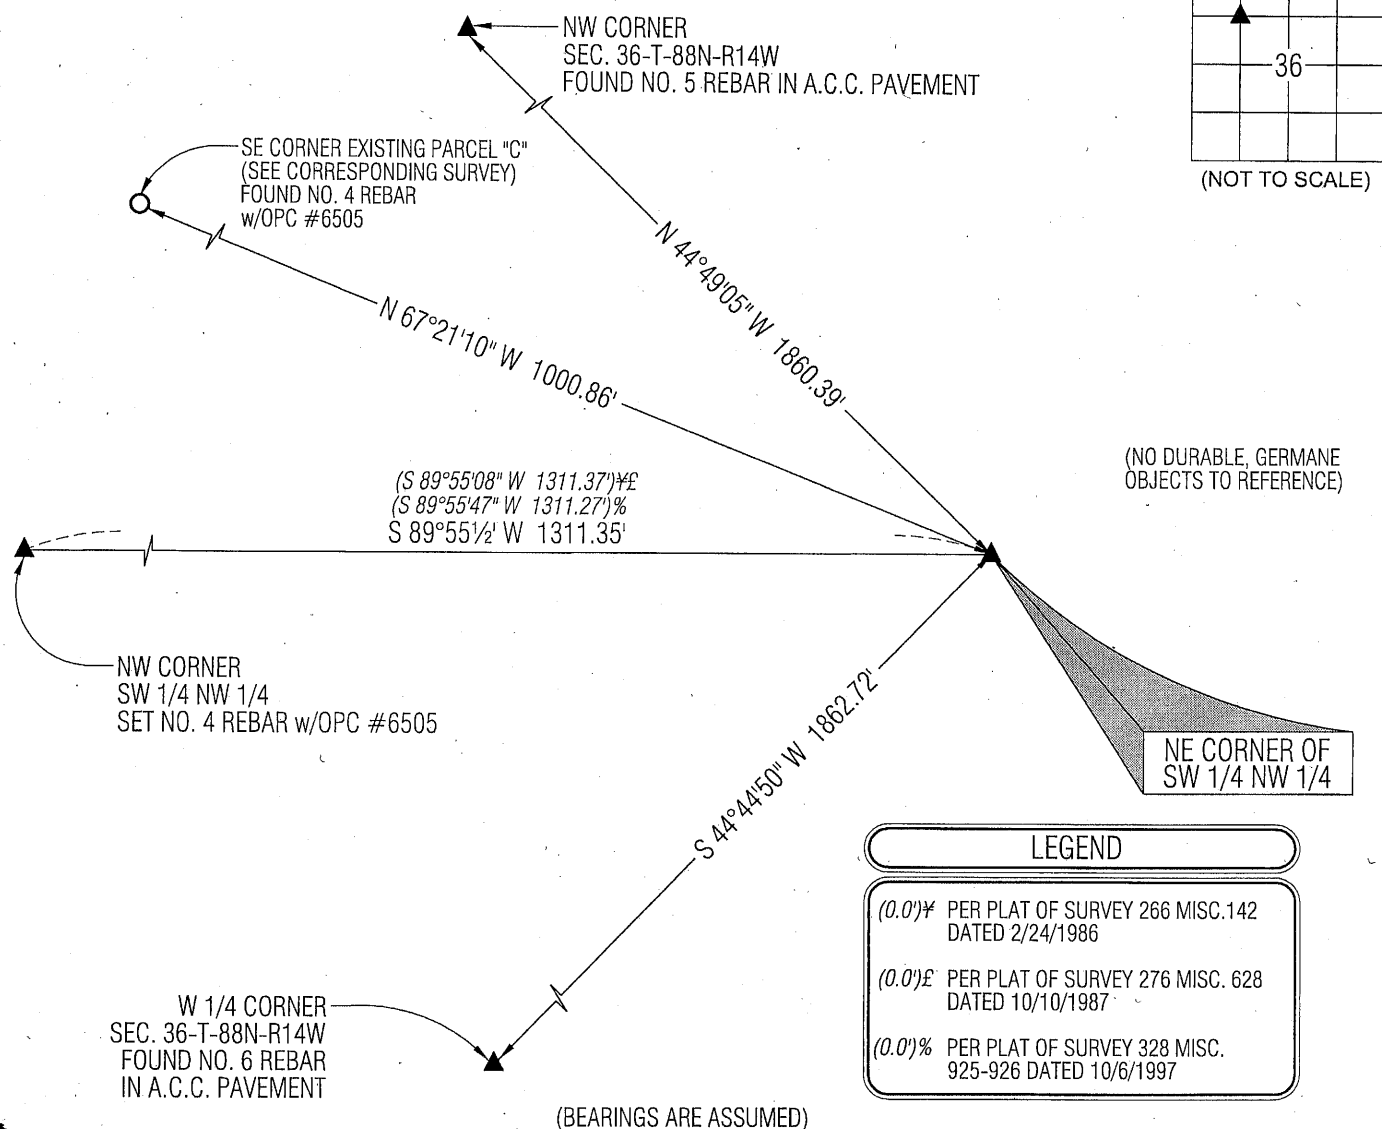 NW CORNER
SEC. 36-T-88N-R14W
FOUND NO. 5 REBAR IN A.C.C. PAVEMENT
36
(NOT TO SCALE)
SE CORNER EXISTING PARCEL "C"
(SEE CORRESPONDING SURVEY)
FOUND NO. 4 REBAR
w/OPC #6505
N 44°49'05" W 1860.39'
N 67°21'10" W 1000.86'
(NO DURABLE, GERMANE
OBJECTS TO REFERENCE)
(S 89°55'08" W 1311.37')¥£
(S 89°55'47" W 1311.27')%
S 89°55½' W 1311.35'
NW CORNER
SW 1/4 NW 1/4
SET NO. 4 REBAR w/OPC #6505
S 44°44'50" W 1862.72'
NE CORNER OF
SW 1/4 NW 1/4
LEGEND
(0.0')¥ PER PLAT OF SURVEY 266 MISC.142
DATED 2/24/1986
(0.0')£ PER PLAT OF SURVEY 276 MISC. 628
DATED 10/10/1987
(0.0')% PER PLAT OF SURVEY 328 MISC.
925-926 DATED 10/6/1997
W 1/4 CORNER
SEC. 36-T-88N-R14W
FOUND NO. 6 REBAR
IN A.C.C. PAVEMENT
(BEARINGS ARE ASSUMED)